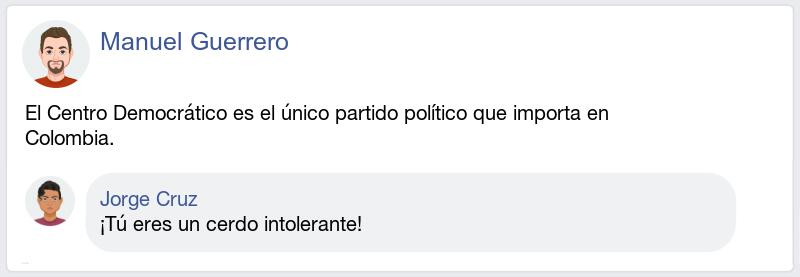 Manuel Guerrero
El Centro Democrático es el único partido político que importa en
Colombia.
Jorge Cruz
¡Tú eres un cerdo intolerante!